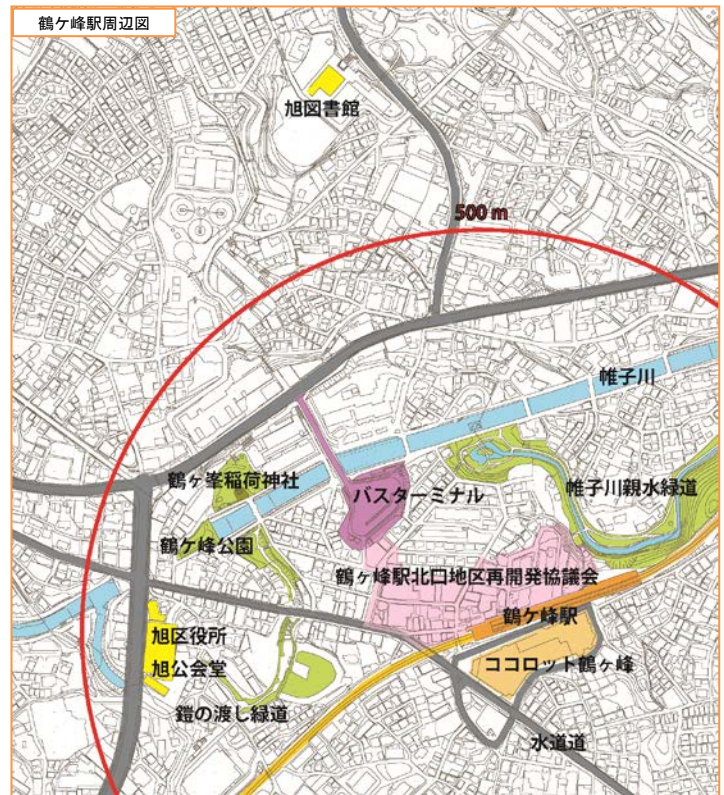 鶴ケ峰駅周辺図
旭図書館
500 m
帷子川
鶴ヶ峯稲荷神社
バスターミナル
帷子川親水緑道
鶴ケ峰公園
鶴ヶ峰駅北口地区再開発協議会
鶴ケ峰駅
旭区役所
ココロット鶴ヶ峰
旭公会堂
鎧の渡し緑道
水道道